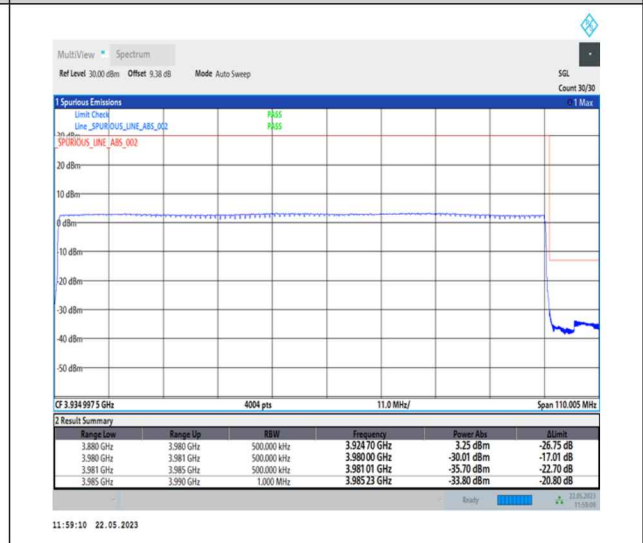 MultiView Spectrum
Ref Level 30.00 dBm Offset 9.38 dB Mode Auto Sweep SGL
Count 30/30
1 Spurious Emissions 1 Max
Limit Check PASS
Line _SPURIOUS_LINE_ABS_002 PASS
_SPURIOUS_LINE_ABS_002
20 dBm
10 dBm
0 dBm
-10 dBm
-20 dBm
-30 dBm
-40 dBm
-50 dBm
CF 3.934 997 5 GHz 4004 pts 11.0 MHz/ Span 110.005 MHz
2 Result Summary
Range Low Range Up RBW Frequency Power Abs ΔLimit
3.880 GHz 3.980 GHz 500.000 kHz 3.924 70 GHz 3.25 dBm -26.75 dB
3.980 GHz 3.981 GHz 500.000 kHz 3.980 00 GHz -30.01 dBm -17.01 dB
3.981 GHz 3.985 GHz 500.000 kHz 3.981 01 GHz -35.70 dBm -22.70 dB
3.985 GHz 3.990 GHz 1.000 MHz 3.985 23 GHz -33.80 dBm -20.80 dB
Ready 22.05.2023
11:59:09
11:59:10 22.05.2023